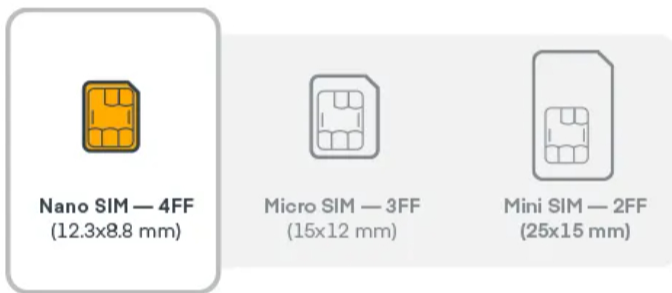 Nano SIM — 4FF
(12.3x8.8 mm)
Micro SIM — 3FF
(15x12 mm)
Mini SIM — 2FF
(25x15 mm)